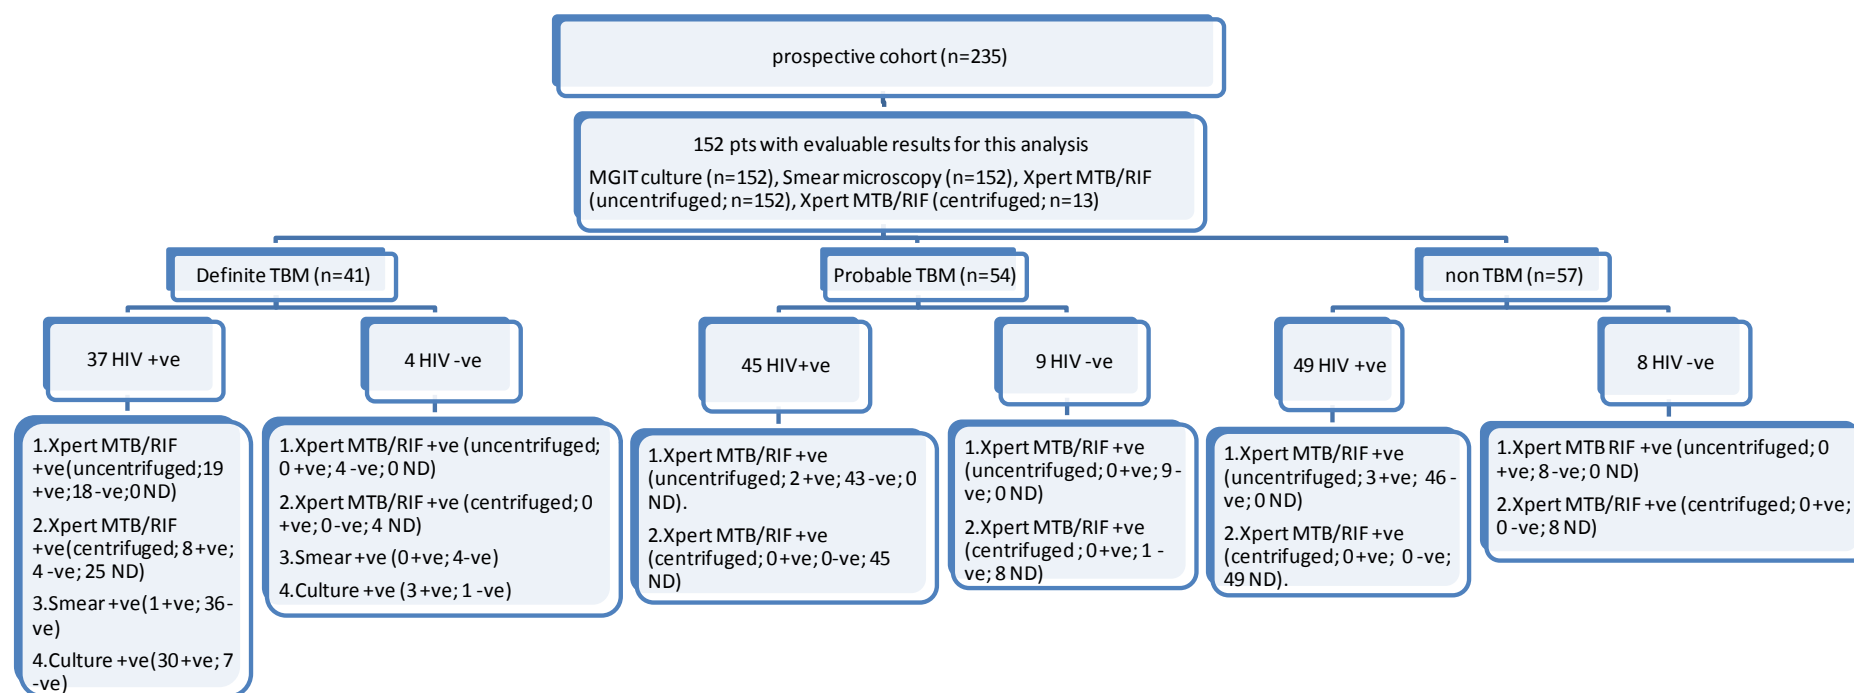 prospective cohort (n=235)
152 pts with evaluable results for this analysis
MGIT culture (n=152), Smear microscopy (n=152), Xpert MTB/RIF
(uncentrifuged; n=152), Xpert MTB/RIF (centrifuged; n=13)
Definite TBM (n=41)
Probable TBM (n=54)
non TBM (n=57)
37 HIV +ve
4 HIV -ve
45 HIV+ve
9 HIV -ve
49 HIV +ve
8 HIV -ve
1.Xpert MTB/RIF
+ve(uncentrifuged;19
+ve;18-ve;0ND)
2.Xpert MTB/RIF
+ve(centrifuged; 8+ve;
4 -ve; 25 ND)
3.Smear +ve(1+ve; 36-
ve)
4.Culture +ve(30+ve; 7
-ve)
1.Xpert MTB/RIF +ve (uncentrifuged;
0 +ve; 4 -ve; 0 ND)
2.Xpert MTB/RIF +ve (centrifuged; 0
+ve; 0-ve; 4 ND)
3.Smear +ve (0+ve; 4-ve)
4.Culture +ve (3+ve; 1 -ve)
1.Xpert MTB/RIF +ve
(uncentrifuged; 2+ve; 43-ve; 0
ND).
2.Xpert MTB/RIF +ve
(centrifuged; 0+ve; 0-ve; 45
ND)
1.Xpert MTB/RIF +ve
(uncentrifuged; 0+ve; 9-
ve; 0 ND)
2.Xpert MTB/RIF +ve
(centrifuged ; 0+ve; 1 -
ve; 8 ND)
1.Xpert MTB/RIF +ve
(uncentrifuged; 3+ve; 46-
ve; 0 ND)
2.Xpert MTB/RIF +ve
(centrifuged; 0+ve; 0 -ve;
49 ND).
1.Xpert MTB RIF +ve (uncentrifuged; 0
+ve; 8-ve; 0 ND)
2.Xpert MTB/RIF +ve (centrifuged; 0+ve;
0 -ve; 8 ND)